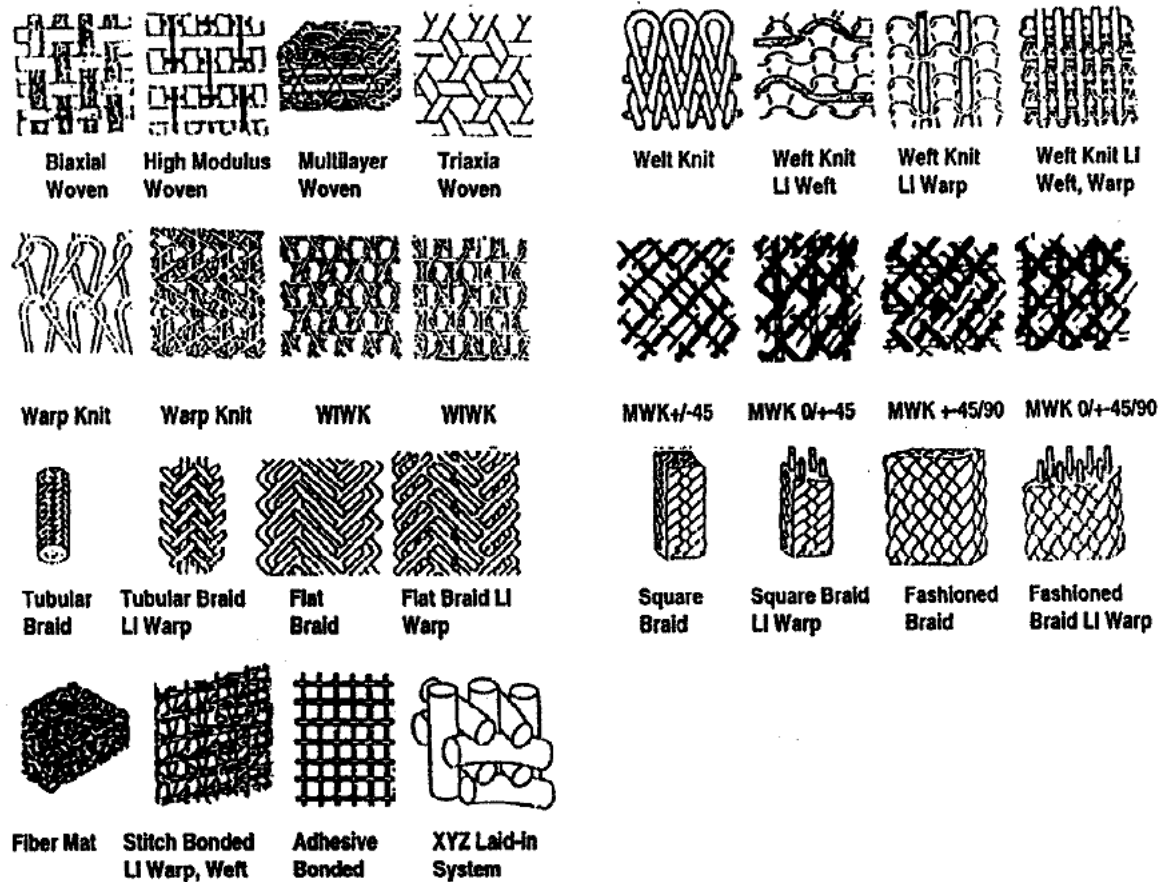 Biaxial Woven
High Modulus Woven
Multilayer Woven
Triaxia Woven
Welt Knit
Weft Knit LI Weft
Weft Knit LI Warp
Weft Knit LI Weft, Warp
Warp Knit
Warp Knit
WIWK
WIWK
MWK+/-45
MWK 0/+-45
MWK +-45/90
MWK 0/+-45/90
Tubular Braid
Tubular Braid LI Warp
Flat Braid
Flat Braid LI Warp
Square Braid
Square Braid LI Warp
Fashioned Braid
Fashioned Braid LI Warp
Fiber Mat
Stitch Bonded LI Warp, Weft
Adhesive Bonded
XYZ Laid-in System